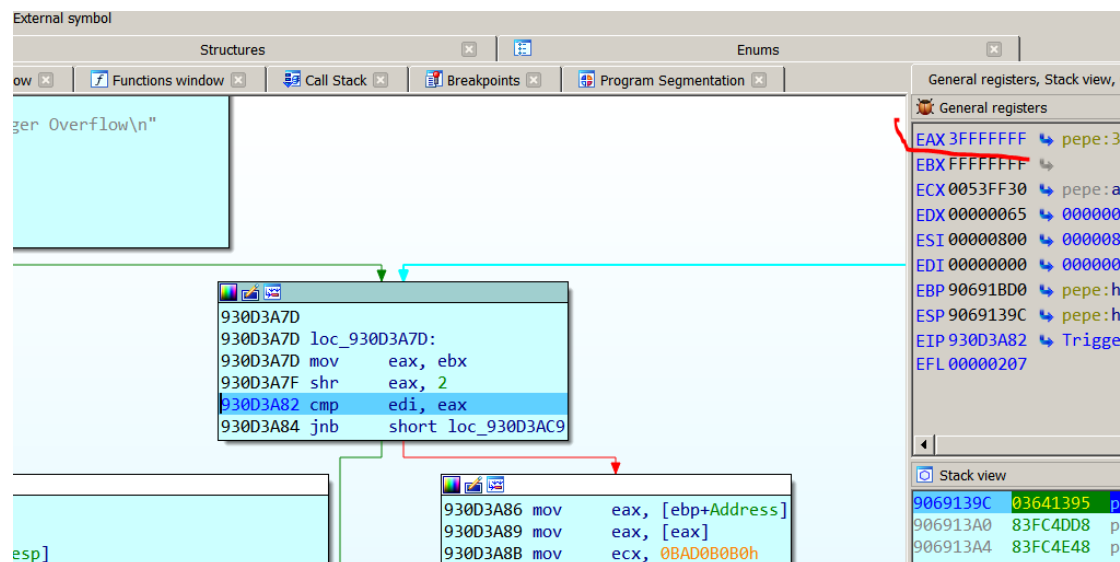 External symbol
Structures
Enums
ow
Functions window
Call Stack
Breakpoints
Program Segmentation
General registers, Stack view,
ger Overflow\n"
General registers
EAX 3FFFFFFF pepe:3
EBX FFFFFFFF
ECX 0053FF30 pepe:a
EDX 00000065 000000
ESI 00000800 000008
EDI 00000000 000000
EBP 90691BD0 pepe:h
ESP 9069139C pepe:h
EIP 930D3A82 Trigge
EFL 00000207
930D3A7D
930D3A7D loc_930D3A7D:
930D3A7D mov eax, ebx
930D3A7F shr eax, 2
930D3A82 cmp edi, eax
930D3A84 jnb short loc_930D3AC9
930D3A86 mov eax, [ebp+Address]
930D3A89 mov eax, [eax]
930D3A8B mov ecx, 0BAD0B0B0h
esp]
Stack view
9069139C 03641395 p
906913A0 83FC4DD8 p
906913A4 83FC4E48 p